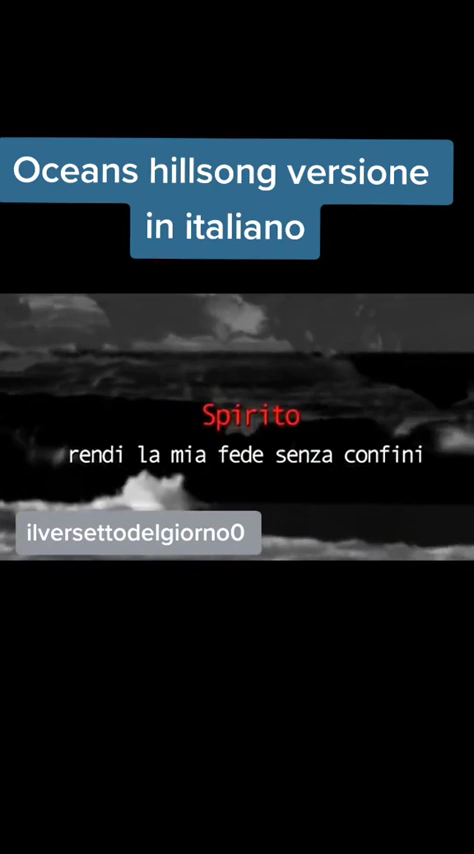 Oceans hillsong versione
in italiano
Spirito
rendi la mia fede senza confini
ilversettodelgiorno0